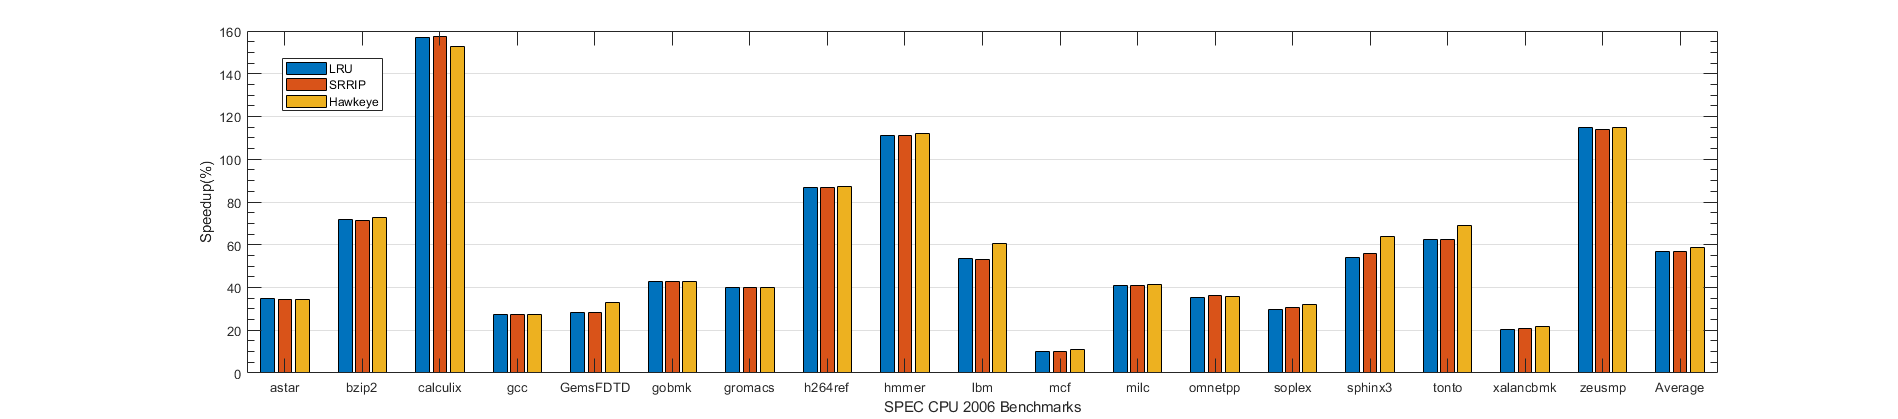 160
140
120
100
80
60
40
20
0
Speedup(%)
LRU
SRRIP
Hawkeye
astar bzip2 calculix gcc GemsFDTD gobmk gromacs h264ref hmmer lbm mcf milc omnetpp soplex sphinx3 tonto xalancbmk zeusmp Average
SPEC CPU 2006 Benchmarks